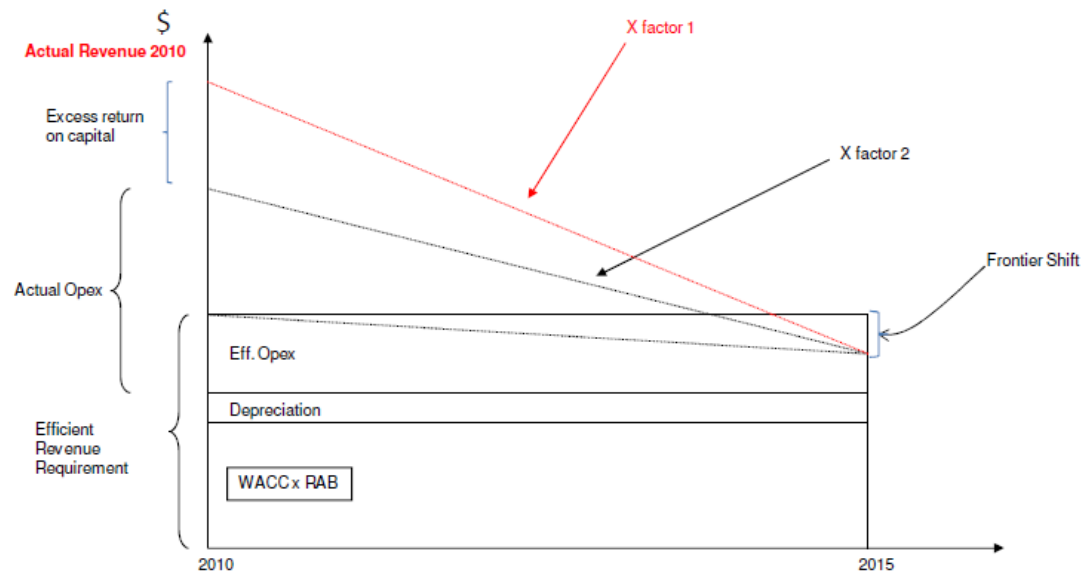 $
Actual Revenue 2010
X factor 1
Excess return
on capital
X factor 2
Frontier Shift
Actual Opex
Eff. Opex
Depreciation
Efficient
Revenue
Requirement
WACC x RAB
2010
2015